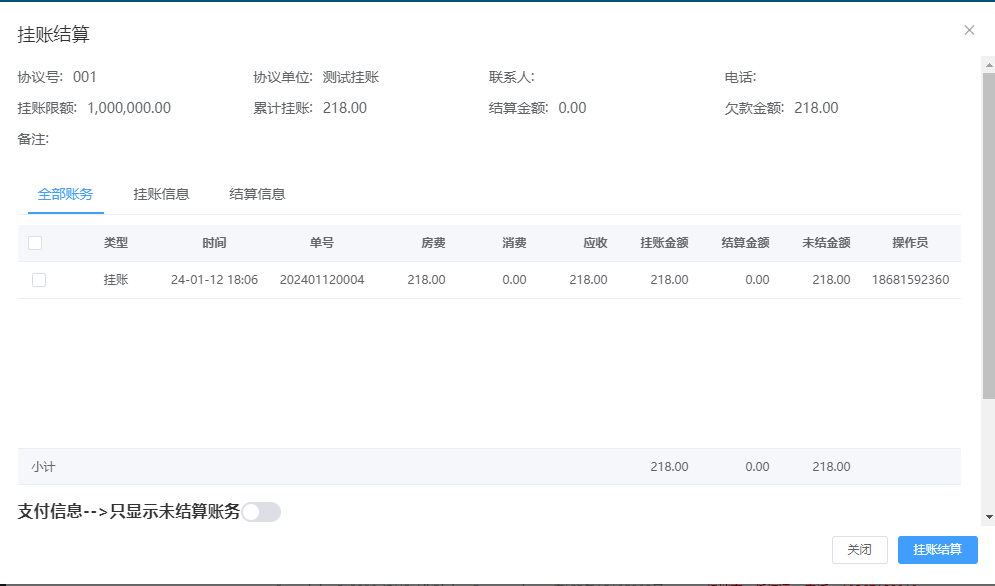 挂账结算
协议号: 001 协议单位: 测试挂账 联系人: 电话:
挂账限额: 1,000,000.00 累计挂账: 218.00 结算金额: 0.00 欠款金额: 218.00
备注:
全部账务 挂账信息 结算信息
类型 时间 单号 房费 消费 应收 挂账金额 结算金额 未结金额 操作员
挂账 24-01-12 18:06 202401120004 218.00 0.00 218.00 218.00 0.00 218.00 18681592360
小计 218.00 0.00 218.00
支付信息-->只显示未结算账务
关闭 挂账结算